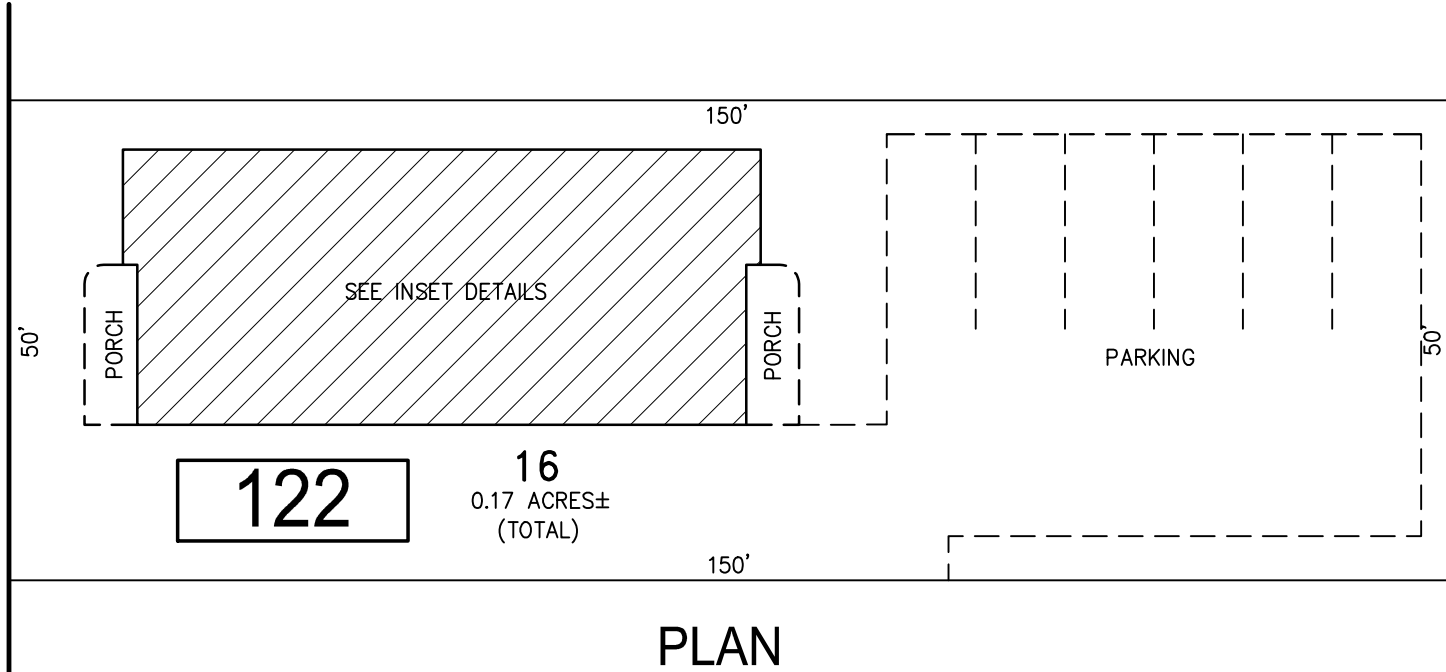 150'
SEE INSET DETAILS
50'
PORCH
PORCH
PARKING
50'
122
16
0.17 ACRES±
(TOTAL)
150'
PLAN